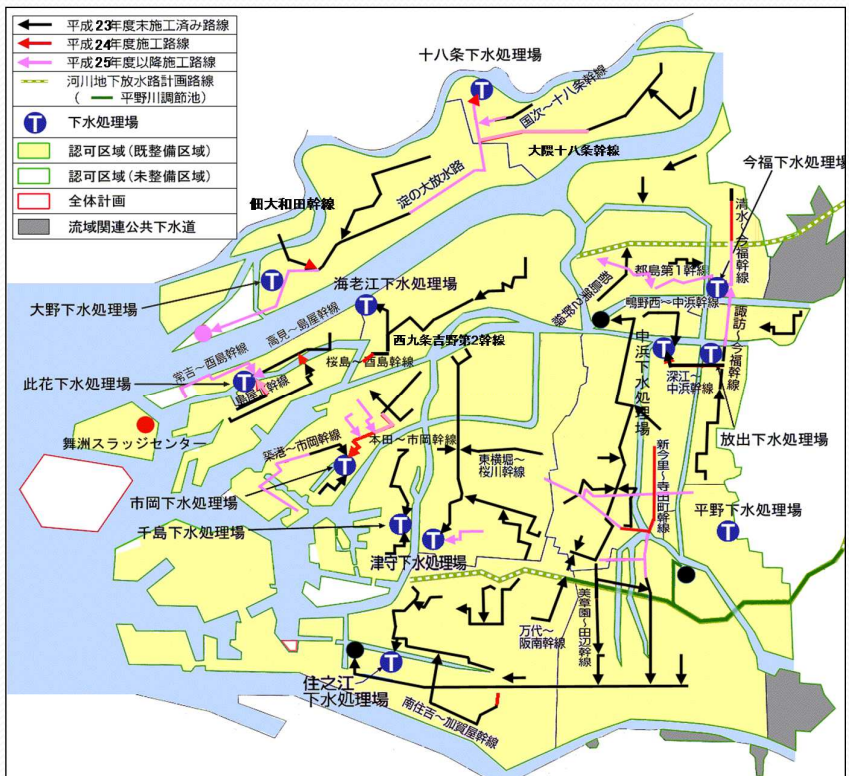 平成23年度末施工済み路線
平成24年度施工路線
平成25年度以降施工路線
河川地下放水路計画路線
( 平野川調節池)
T 下水処理場
認可区域(既整備区域)
認可区域(未整備区域)
全体計画
流域関連公共下水道
十八条下水処理場
T
国次~十八条幹線
大隈十八条幹線
淀の大放水路
佃大和田幹線
今福下水処理場
清水~今福幹線
T
大野下水処理場
T
海老江下水処理場
T
都島第1幹線
鴫野西~中浜幹線
諏訪~今福幹線
高見~島屋幹線
酉九条吉野第2幹線
常吉~酉島幹線
桜島~酉島幹線
中浜下水処理場
T
T
此花下水処理場
T
深江~
中浜幹線
舞洲スラッジセンター
放出下水処理場
築港~市岡幹線
本田~市岡幹線
T
東横堀~
桜川幹線
新今里~寺田町幹線
市岡下水処理場
平野下水処理場
T
千島下水処理場
T
T
津守下水処理場
万代~
阪南幹線
美章園~田辺幹線
住之江
下水処理場
T
南住吉~加賀屋幹線